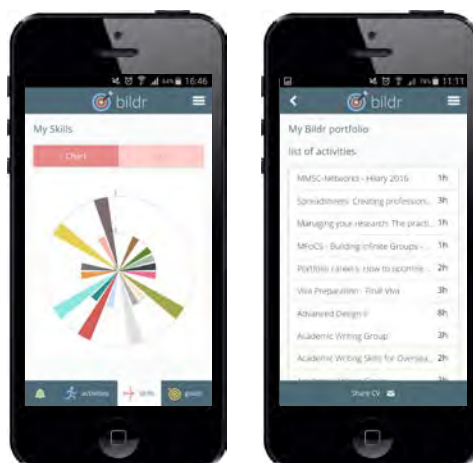 16:46
bildr
My Skills
Chart
activities
skills
goals
11:11
bildr
My Bildr portfolio
list of activities
MMSC-Networks - Hilary 2016 1h
Spreadsheets: Creating profession... 3h
Managing your research: The practi... 1h
MFoCS - Building Infinite Groups - ... 1h
Portfolio careers: How to optimise ... 2h
Viva Preparation - Final Viva 3h
Advanced Design II 8h
Academic Writing Group 3h
Academic Writing Skills for Oversea... 2h
Share CV